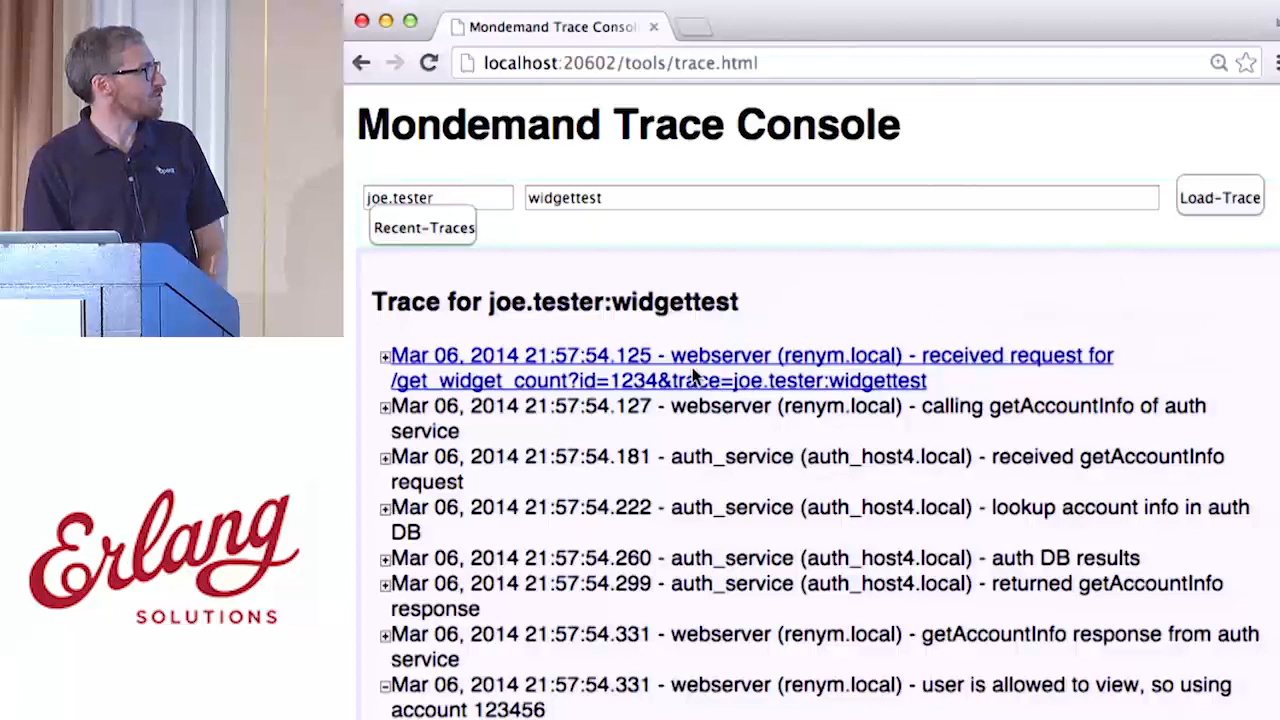 Mondemand Trace Consol
localhost:20602/tools/trace.html
Mondemand Trace Console
joe.tester
widgettest
Load-Trace
Recent-Traces
Trace for joe.tester:widgettest
Mar 06, 2014 21:57:54.125 - webserver (renym.local) - received request for
/get_widget_count?id=1234&trace=joe.tester:widgettest
Mar 06, 2014 21:57:54.127 - webserver (renym.local) - calling getAccountInfo of auth
service
Mar 06, 2014 21:57:54.181 - auth_service (auth_host4.local) - received getAccountInfo
request
Mar 06, 2014 21:57:54.222 - auth_service (auth_host4.local) - lookup account info in auth
DB
Mar 06, 2014 21:57:54.260 - auth_service (auth_host4.local) - auth DB results
Mar 06, 2014 21:57:54.299 - auth_service (auth_host4.local) - returned getAccountInfo
response
Mar 06, 2014 21:57:54.331 - webserver (renym.local) - getAccountInfo response from auth
service
Mar 06, 2014 21:57:54.331 - webserver (renym.local) - user is allowed to view, so using
account 123456
Erlang
SOLUTIONS